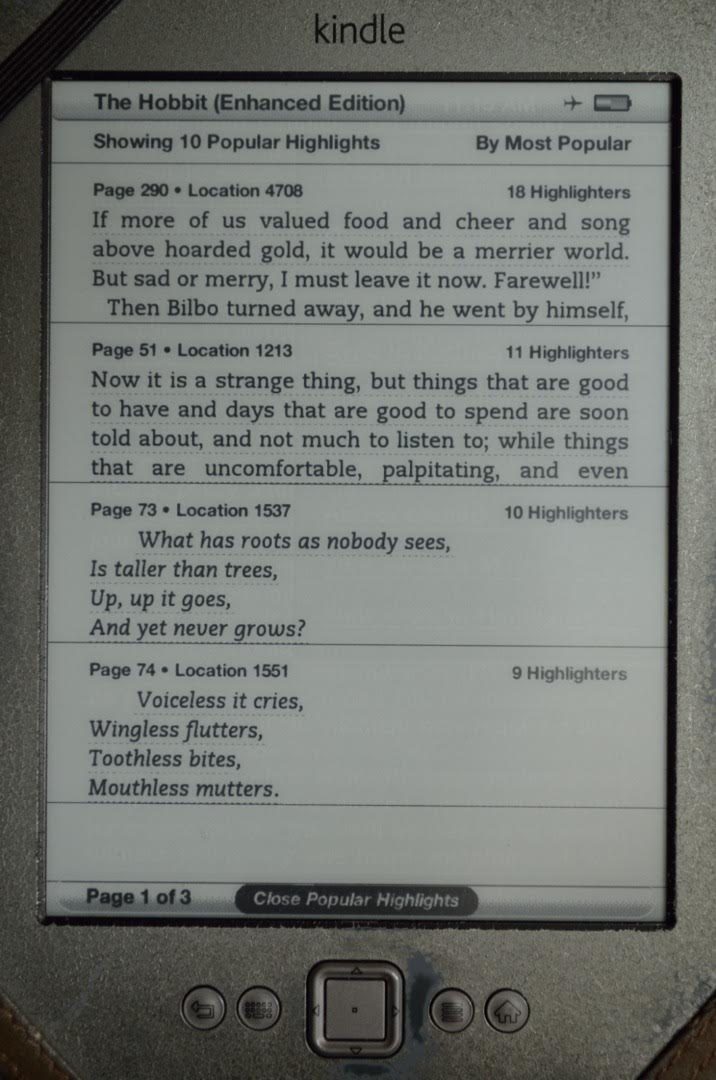 kindle
The Hobbit (Enhanced Edition)
Showing 10 Popular Highlights By Most Popular
Page 290 • Location 4708 18 Highlighters
If more of us valued food and cheer and song
above hoarded gold, it would be a merrier world.
But sad or merry, I must leave it now. Farewell!”
Then Bilbo turned away, and he went by himself,
Page 51 • Location 1213 11 Highlighters
Now it is a strange thing, but things that are good
to have and days that are good to spend are soon
told about, and not much to listen to; while things
that are uncomfortable, palpitating, and even
Page 73 • Location 1537 10 Highlighters
What has roots as nobody sees,
Is taller than trees,
Up, up it goes,
And yet never grows?
Page 74 • Location 1551 9 Highlighters
Voiceless it cries,
Wingless flutters,
Toothless bites,
Mouthless mutters.
Page 1 of 3 Close Popular Highlights